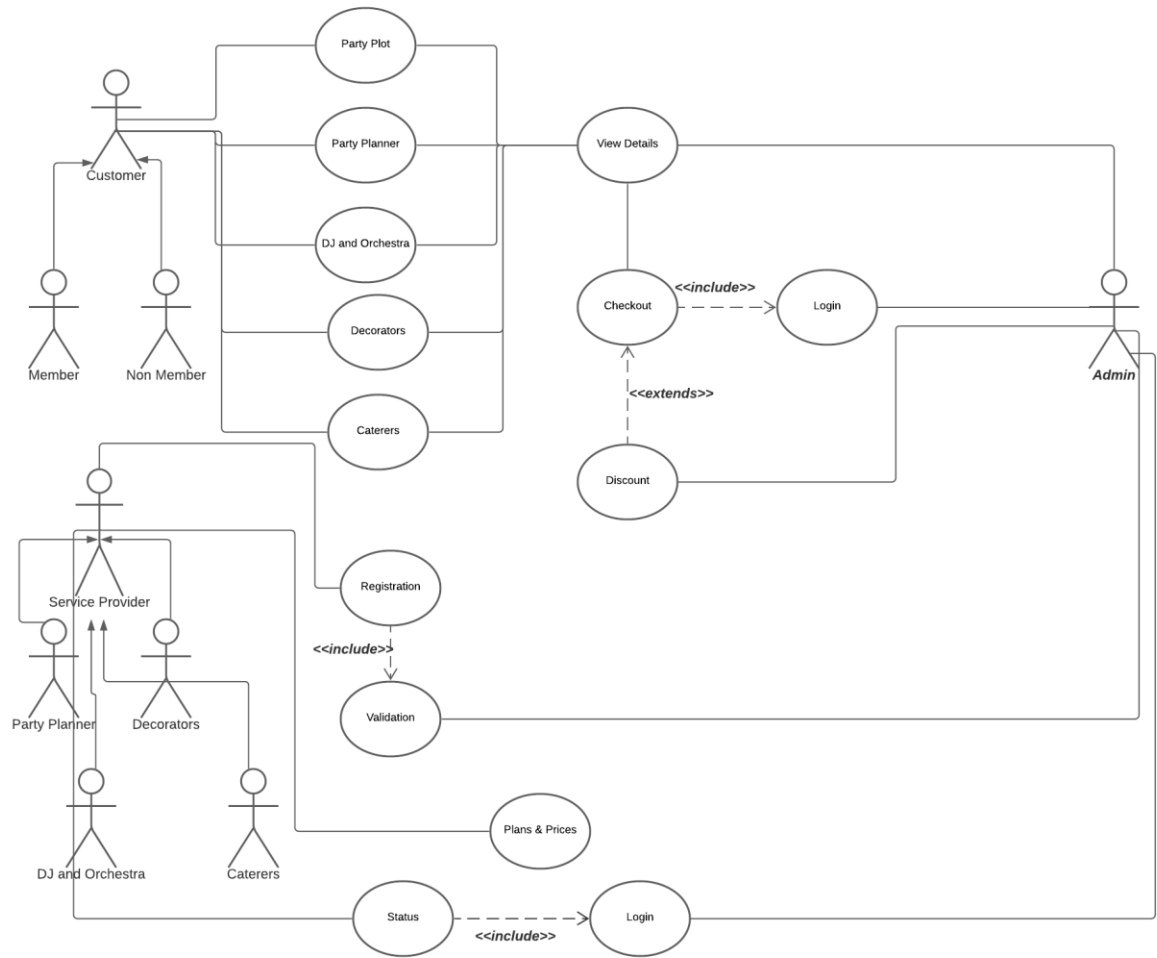 Party Plot
Party Planner
View Details
Customer
DJ and Orchestra
<<include>>
Checkout
Login
Decorators
Member
Non Member
Admin
<<extends>>
Caterers
Discount
Registration
Service Provider
<<include>>
Validation
Party Planner
Decorators
Plans & Prices
DJ and Orchestra
Caterers
Status
Login
<<include>>